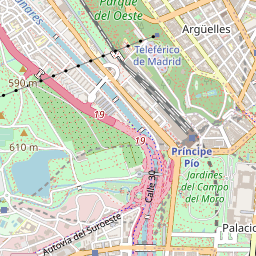 Parque
del Oeste
Argüelles
Teleférico
de Madrid
590 m
19
19
610 m
Príncipe
Pío
Jardines
del Campo
del Moro
Calle 30
Palacio
Autovía del Suroeste